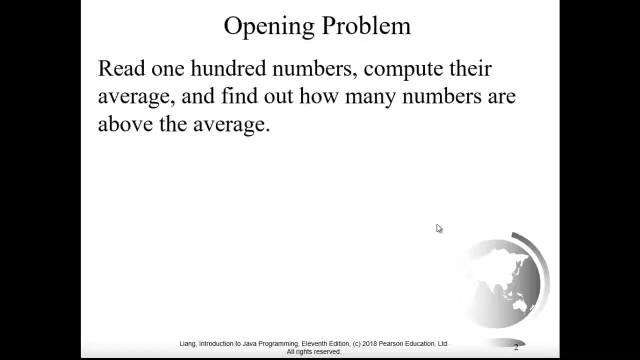 Opening Problem
Read one hundred numbers, compute their
average, and find out how many numbers are
above the average.
Liang, Introduction to Java Programming, Eleventh Edition, (c) 2018 Pearson Education, Ltd.
All rights reserved.
2